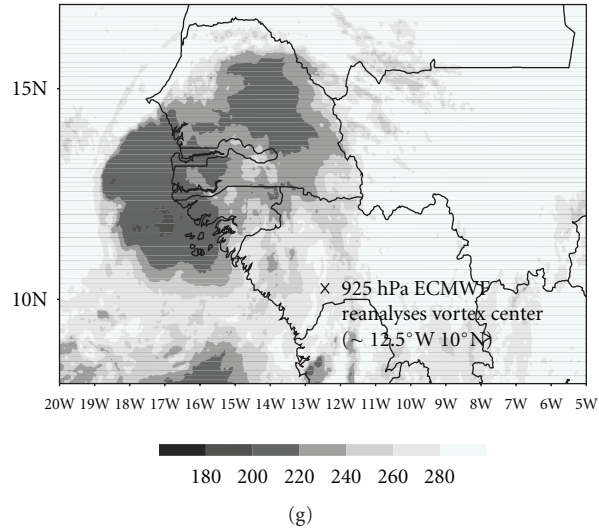 15N
10N
× 925 hPa ECMWF
reanalyses vortex center
(∼ 12.5°W 10°N)
20W 19W 18W 17W 16W 15W 14W 13W 12W 11W 10W 9W 8W 7W 6W 5W
180 200 220 240 260 280
(g)